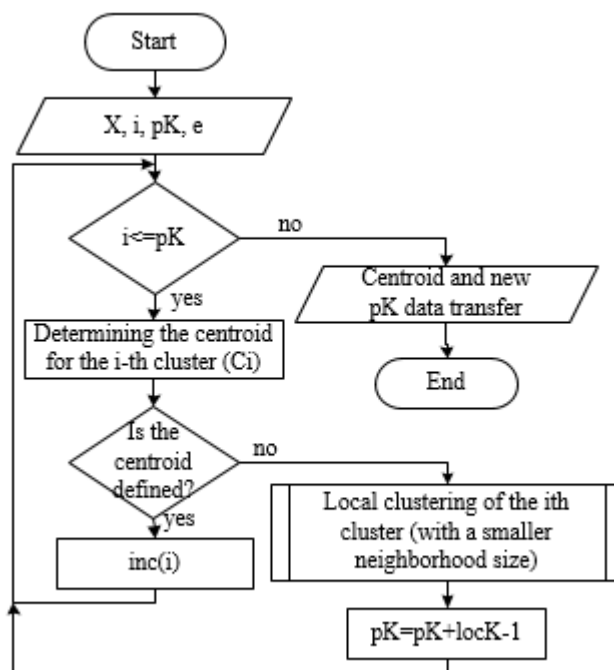 Start
X, i, pK, e
i<=pK
no
yes
Centroid and new
pK data transfer
Determining the centroid
for the i-th cluster (Ci)
End
Is the
centroid
defined?
no
yes
Local clustering of the ith
cluster (with a smaller
neighborhood size)
inc(i)
pK=pK+locK-1